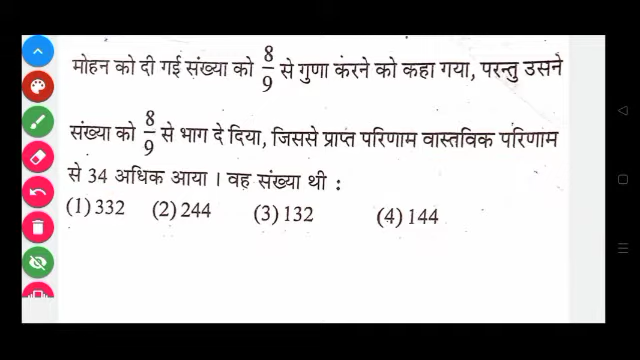 मोहन को दी गई संख्या को 8/9 से गुणा करने को कहा गया, परन्तु उसने
संख्या को 8/9 से भाग दे दिया, जिससे प्राप्त परिणाम वास्तविक परिणाम
से 34 अधिक आया । वह संख्या थी :
(1) 332 (2) 244 (3) 132 (4) 144